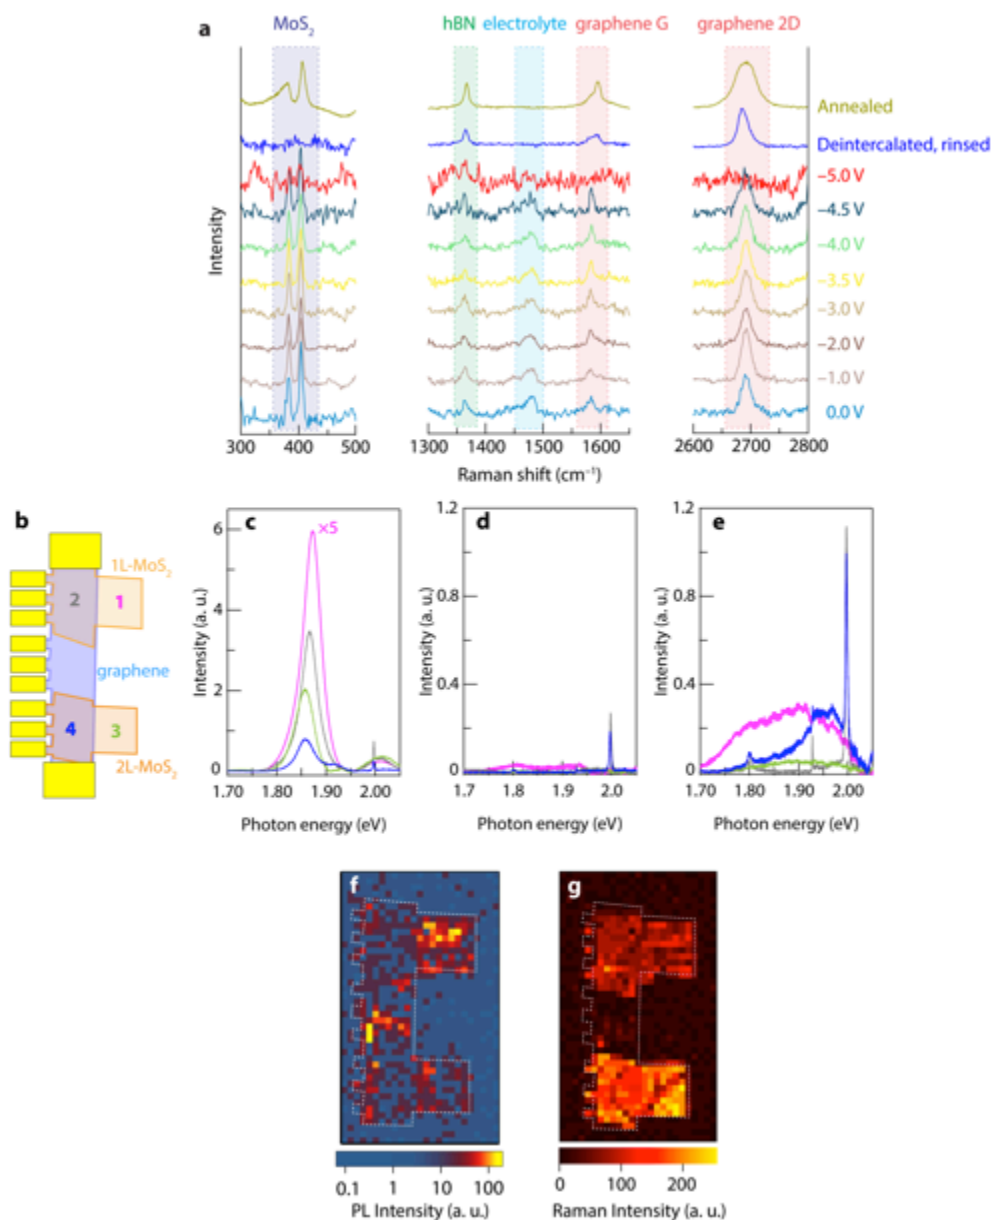 a
MoS₂
hBN electrolyte graphene G graphene 2D
Annealed
Deintercalated, rinsed
−5.0 V
−4.5 V
−4.0 V
−3.5 V
−3.0 V
−2.0 V
−1.0 V
0.0 V
Intensity
300 400 500 1300 1400 1500 1600 2600 2700 2800
Raman shift (cm⁻¹)
b
1L-MoS₂
2 1
graphene
4 3
2L-MoS₂
c
×5
6
4
2
0
Intensity (a. u.)
1.70 1.80 1.90 2.00
Photon energy (eV)
d
1.2
0.8
0.4
0
Intensity (a. u.)
1.7 1.8 1.9 2.0
Photon energy (eV)
e
1.2
0.8
0.4
0
Intensity (a. u.)
1.70 1.80 1.90 2.00
Photon energy (eV)
f
0.1 1 10 100
PL Intensity (a. u.)
g
0 100 200
Raman Intensity (a. u.)